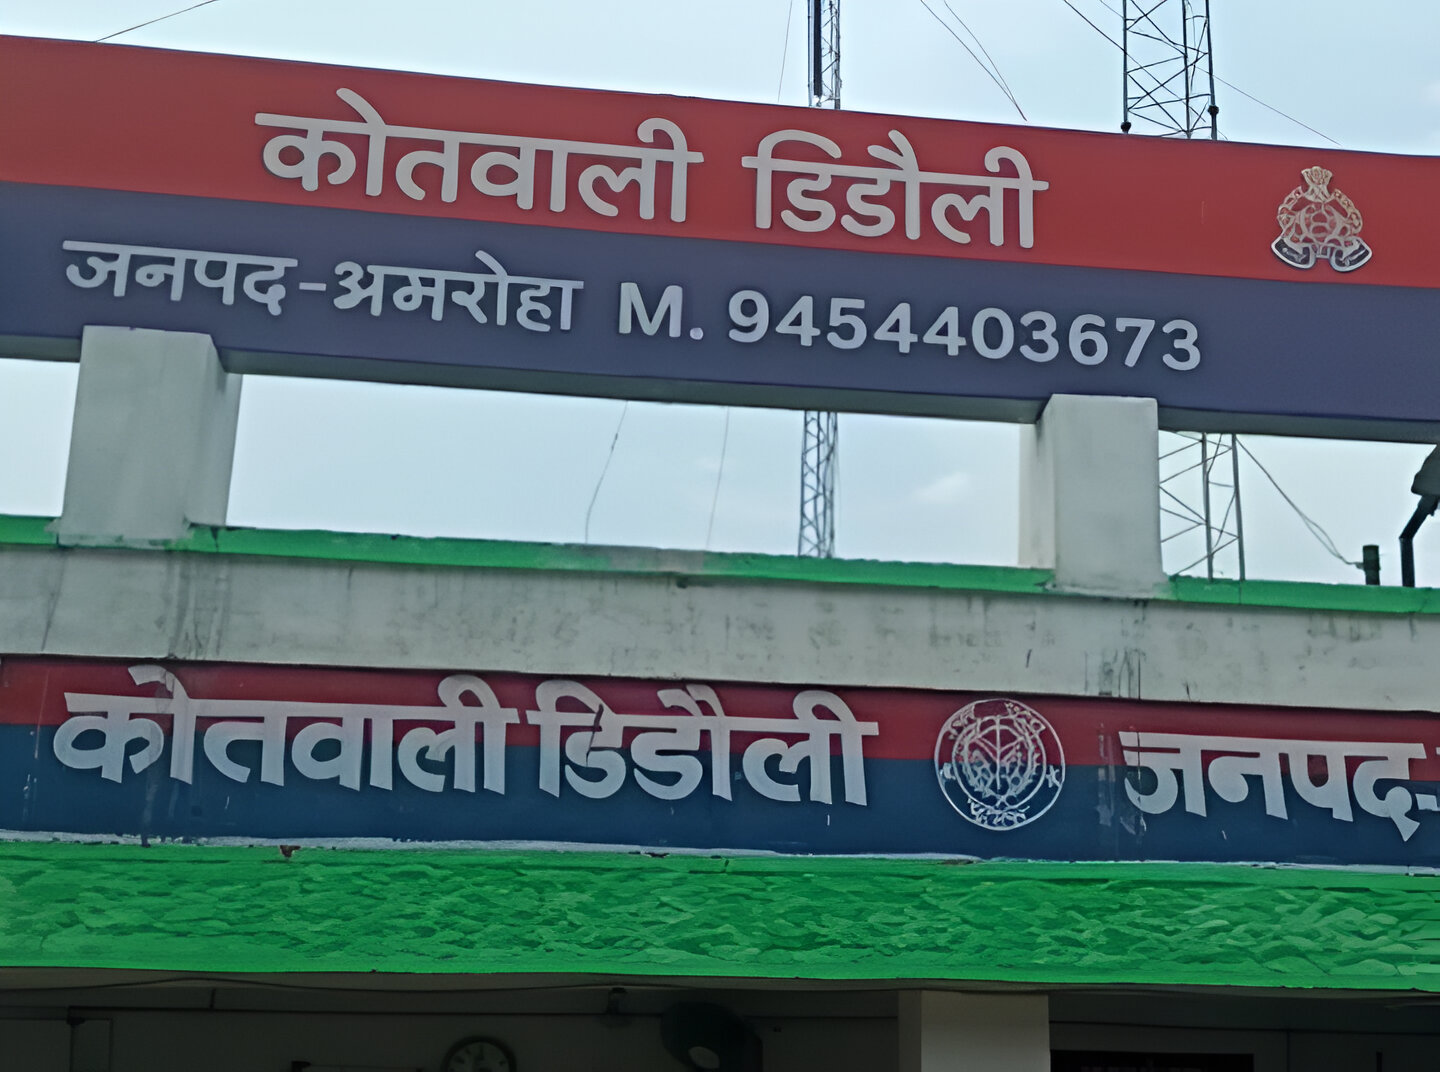 कोतवाली डिडौली
जनपद-अमरोहा M. 9454403673
कोतवाली डिडौली जनपद-